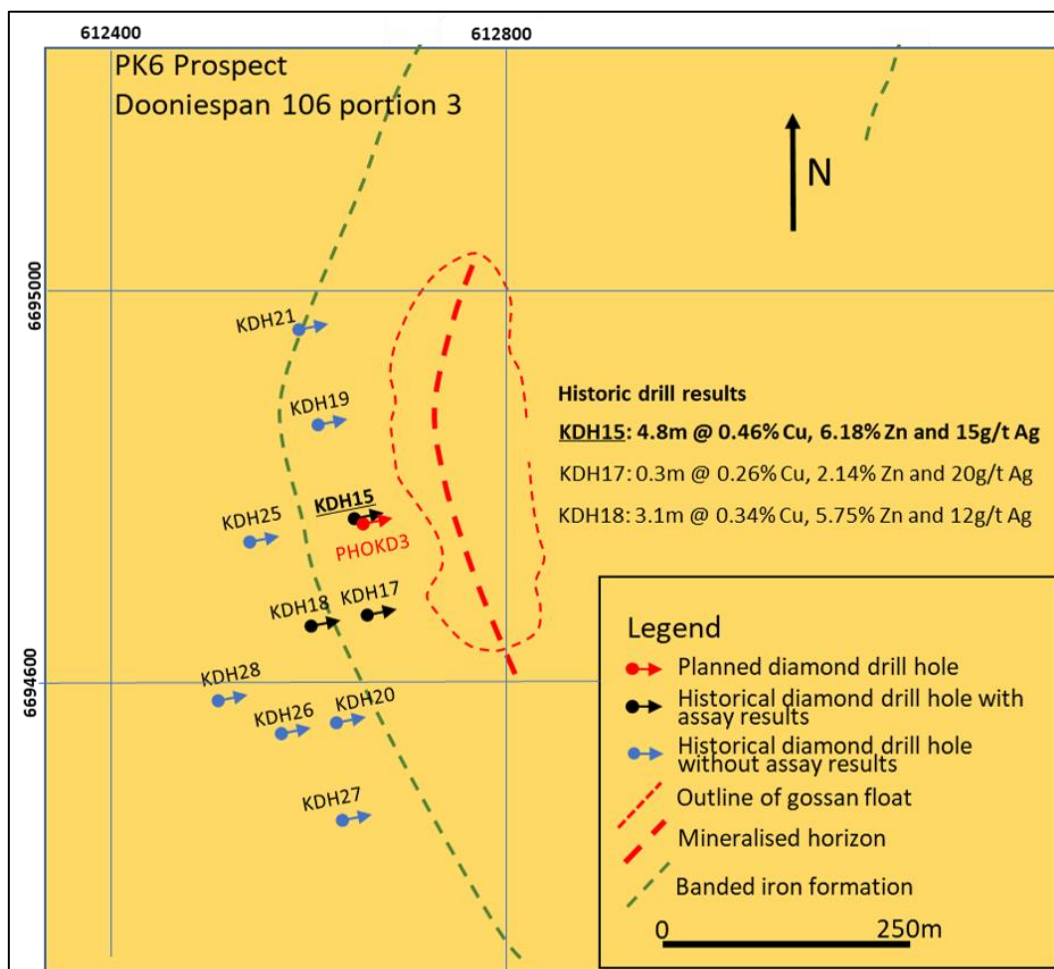 612400
612800
PK6 Prospect
Dooniespan 106 portion 3
N
6695000
KDH21
KDH19
Historic drill results
KDH15: 4.8m @ 0.46% Cu, 6.18% Zn and 15g/t Ag
KDH17: 0.3m @ 0.26% Cu, 2.14% Zn and 20g/t Ag
KDH18: 3.1m @ 0.34% Cu, 5.75% Zn and 12g/t Ag
KDH15
KDH25
PHOKD3
KDH18
KDH17
6694600
KDH28
KDH26
KDH20
KDH27
Legend
Planned diamond drill hole
Historical diamond drill hole with
assay results
Historical diamond drill hole
without assay results
Outline of gossan float
Mineralised horizon
Banded iron formation
0
250m